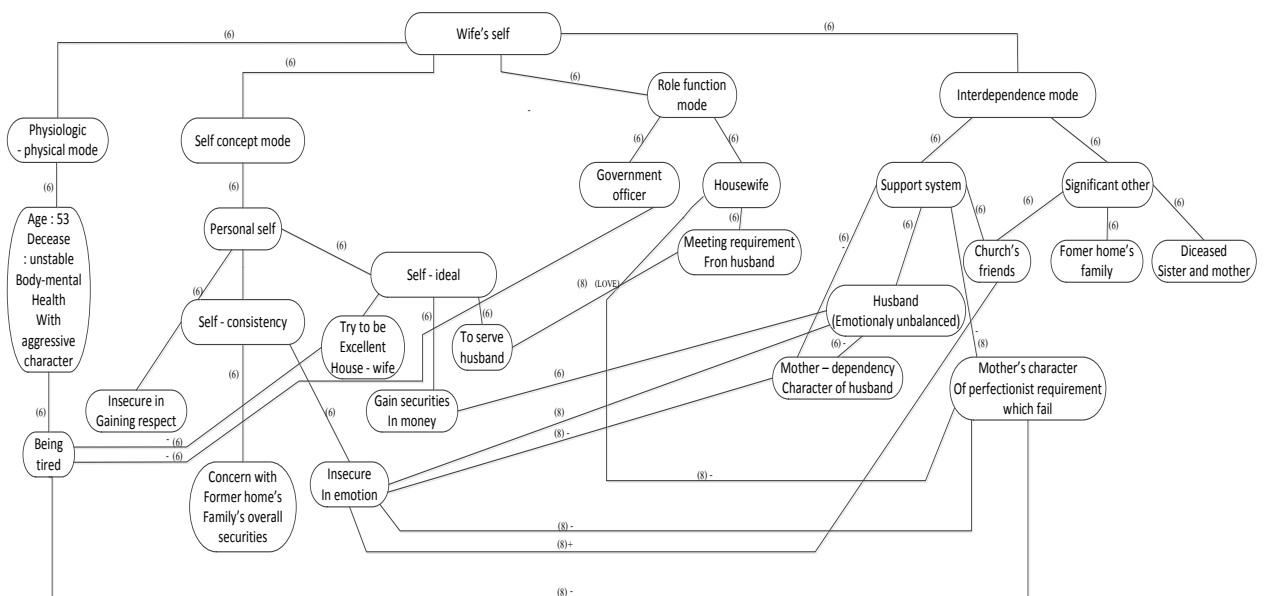 Wife's self
(6)
(6)
(6)
(6)
Role function
mode
Interdependence mode
Physiologic
- physical mode
Self concept mode
(6)
(6)
(6)
(6)
(6)
(6)
Government
officer
Housewife
Support system
Significant other
Age : 53
Decease
: unstable
Body-mental
Health
With
aggressive
character
Personal self
(6)
(6)
(6)
(6)
(6)
(6)
Meeting requirement
Fron husband
(6)
-
Church's
friends
Fomer home's
family
Diceased
Sister and mother
(6)
Self - ideal
(8) (LOVE)
(6)
Self - consistency
(6)
(6)
Try to be
Excellent
House - wife
To serve
husband
Husband
(Emotionaly unbalanced)
-
(8)
(6) -
(6)
(6)
Mother – dependency
Character of husband
Mother's character
Of perfectionist requirement
which fail
Insecure in
Gaining respect
Gain securities
In money
(6)
(6)
(8)
(8) -
Being
tired
- (6)
- (6)
Concern with
Former home's
Family's overall
securities
Insecure
In emotion
(8) -
(8) -
(8)+
(8) -